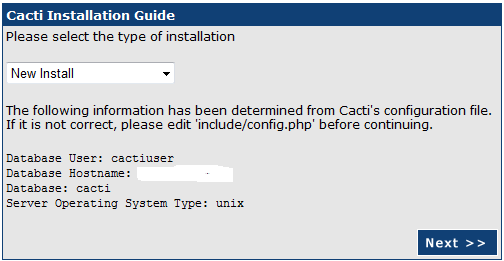 Cacti Installation Guide
Please select the type of installation
New Install
The following information has been determined from Cacti's configuration file.
If it is not correct, please edit 'include/config.php' before continuing.
Database User: cactiuser
Database Hostname:
Database: cacti
Server Operating System Type: unix
Next >>